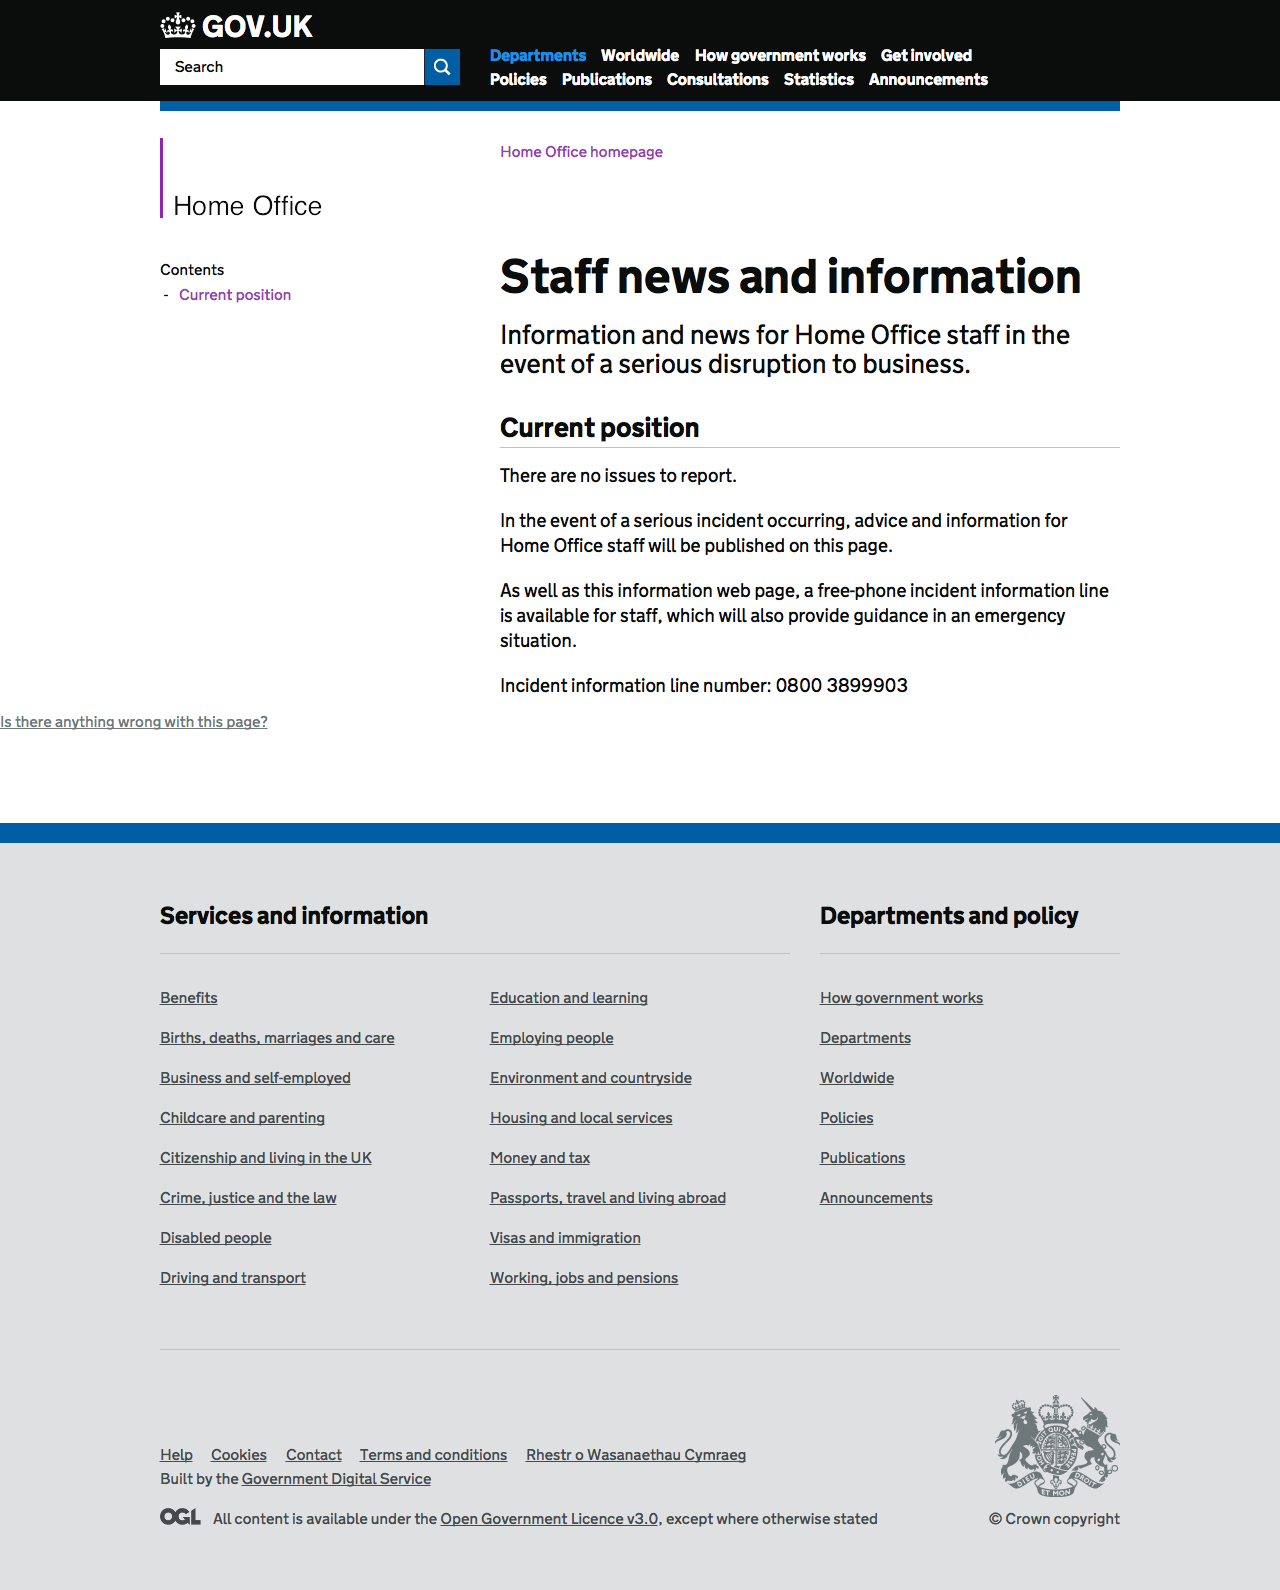 GOV.UK
Search
Departments Worldwide How government works Get involved
Policies Publications Consultations Statistics Announcements
Home Office
Home Office homepage
Contents
- Current position
Staff news and information
Information and news for Home Office staff in the
event of a serious disruption to business.
Current position
There are no issues to report.
In the event of a serious incident occurring, advice and information for
Home Office staff will be published on this page.
As well as this information web page, a free-phone incident information line
is available for staff, which will also provide guidance in an emergency
situation.
Incident information line number: 0800 3899903
Is there anything wrong with this page?
Services and information
Benefits
Births, deaths, marriages and care
Business and self-employed
Childcare and parenting
Citizenship and living in the UK
Crime, justice and the law
Disabled people
Driving and transport
Education and learning
Employing people
Environment and countryside
Housing and local services
Money and tax
Passports, travel and living abroad
Visas and immigration
Working, jobs and pensions
Departments and policy
How government works
Departments
Worldwide
Policies
Publications
Announcements
Help Cookies Contact Terms and conditions Rhestr o Wasanaethau Cymraeg
Built by the Government Digital Service
OGL All content is available under the Open Government Licence v3.0, except where otherwise stated
DIEU ET MON DROIT
© Crown copyright